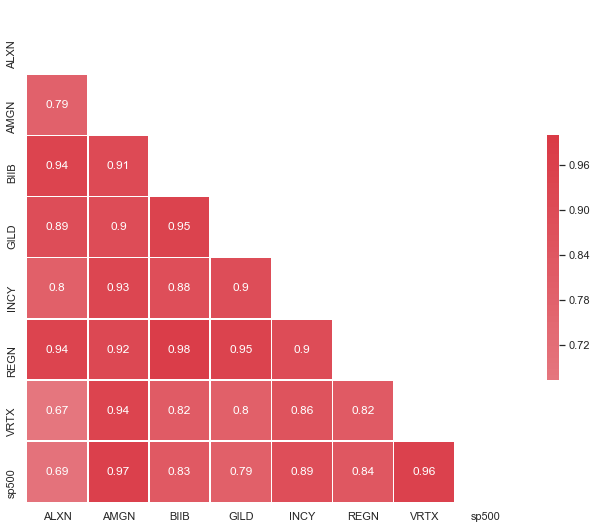 ALXN
AMGN 0.79
BIIB 0.94 0.91
GILD 0.89 0.9 0.95
INCY 0.8 0.93 0.88 0.9
REGN 0.94 0.92 0.98 0.95 0.9
VRTX 0.67 0.94 0.82 0.8 0.86 0.82
sp500 0.69 0.97 0.83 0.79 0.89 0.84 0.96
ALXN AMGN BIIB GILD INCY REGN VRTX sp500
0.96
0.90
0.84
0.78
0.72